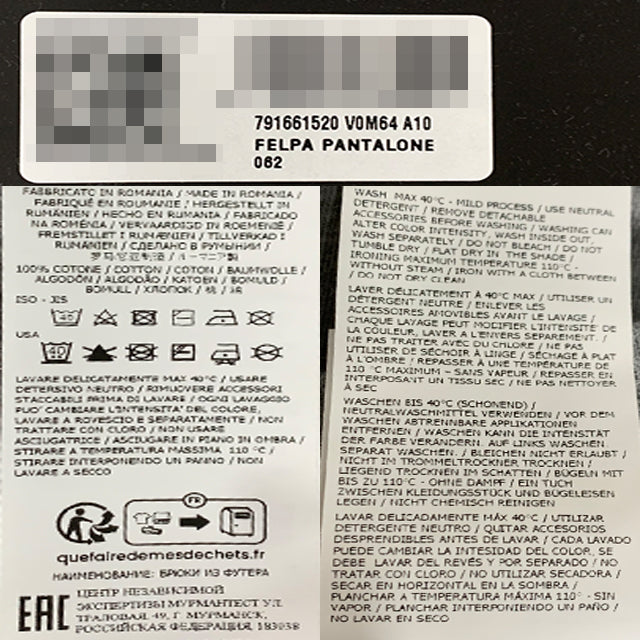 791661520 V0M64 A10
FELPA PANTALONE
062
FABBRICATO IN ROMANIA / MADE IN ROMANIA /
FABRIQUÉ EN ROUMANIE / HERGESTELLT IN
RUMÄNIEN / HECHO EN RUMANIA / FABRICADO
NA ROMÉNIA / VERVAARDIGD IN ROEMENIË /
FREMSTILLET I RUMÆNIEN / TILLVERKAD I
RUMÄNIEN / СДЕЛАНО В РУМЫНИИ /
100% COTONE / COTTON / COTON / BAUMWOLLE /
ALGODÓN / ALGODÃO / KATOEN / BOMULD /
BOMULL / ХЛОПОК /
ISO - JIS
40
USA
40
LAVARE DELICATAMENTE MAX 40°C / USARE
DETERSIVO NEUTRO / RIMUOVERE ACCESSORI
STACCABILI PRIMA DI LAVARE / OGNI LAVAGGIO
PUO' CAMBIARE L'INTENSITA' DEL COLORE,
LAVARE A ROVESCIO E SEPARATAMENTE / NON
TRATTARE CON CLORO / NON USARE
ASCIUGATRICE / ASCIUGARE IN PIANO IN OMBRA /
STIRARE A TEMPERATURA MASSIMA 110 °C /
STIRARE INTERPONENDO UN PANNO / NON
LAVARE A SECCO
FR
quefairedemesdechets.fr
НАИМЕНОВАНИЕ: БРЮКИ ИЗ ФУТЕРА
EAC
ЦЕНТР НЕЗАВИСИМОЙ
ЭКСПЕРТИЗЫ МУРМАНТЕСТ УЛ.
ТРАЛОВАЯ 49, Г. МУРМАНСК,
РОССИЙСКАЯ ФЕДЕРАЦИЯ 183038
WASH MAX 40°C - MILD PROCESS / USE NEUTRAL
DETERGENT / REMOVE DETACHABLE
ACCESSORIES BEFORE WASHING / WASHING CAN
ALTER COLOR INTENSITY, WASH INSIDE OUT,
WASH SEPARATELY / DO NOT BLEACH / DO NOT
TUMBLE DRY / FLAT DRY IN THE SHADE /
IRONING MAXIMUM TEMPERATURE 110°C -
WITHOUT STEAM / IRON WITH A CLOTH BETWEEN
/ DO NOT DRY CLEAN
LAVER DÉLICATEMENT À 40°C MAX / UTILISER UN
DÉTERGENT NEUTRE / ENLEVER LES
ACCESSOIRES AMOVIBLES AVANT LE LAVAGE /
CHAQUE LAVAGE PEUT MODIFIER L'INTENSITE' DE
LA COULEUR, LAVER A L'ENVERS SEPAREMENT. /
NE PAS TRAITER AVEC DU CHLORE / NE PAS
UTILISER DE SÉCHOIR À LINGE / SÉCHAGE À PLAT
À L'OMBRE / REPASSER À UNE TEMPÉRATURE DE
110 °C MAXIMUM - SANS VAPEUR / REPASSER EN
INTERPOSANT UN TISSU SEC / NE PAS NETTOYER
À SEC
WASCHEN BIS 40°C (SCHONEND) /
NEUTRALWASCHMITTEL VERWENDEN / VOR DEM
WASCHEN ABTRENNBARE APPLIKATIONEN
ENTFERNEN / WASCHEN KANN DIE INTENSITÄT
DER FARBE VERÄNDERN. AUF LINKS WASCHEN.
SEPARAT WASCHEN. / BLEICHEN NICHT ERLAUBT /
NICHT IM TROMMELTROCKNER TROCKNEN /
LIEGEND TROCKNEN IM SCHATTEN / BÜGELN MIT
BIS ZU 110°C - OHNE DAMPF / EIN TUCH
ZWISCHEN KLEIDUNGSSTÜCK UND BÜGELEISEN
LEGEN / NICHT CHEMISCH REINIGEN
LAVAR DELICADAMENTE MÁX 40°C / UTILIZAR
DETERGENTE NEUTRO / QUITAR ACCESORIOS
DESPRENDIBLES ANTES DE LAVAR / CADA LAVADO
PUEDE CAMBIAR LA INTESIDAD DEL COLOR, SE
DEBE LAVAR DEL REVÉS Y POR SEPARADO / NO
TRATAR CON CLORO / NO UTILIZAR SECADORA /
SECAR EN HORIZONTAL EN LA SOMBRA /
PLANCHAR A TEMPERATURA MÁXIMA 110° - SIN
VAPOR / PLANCHAR INTERPONIENDO UN PAÑO /
NO LAVAR EN SECO